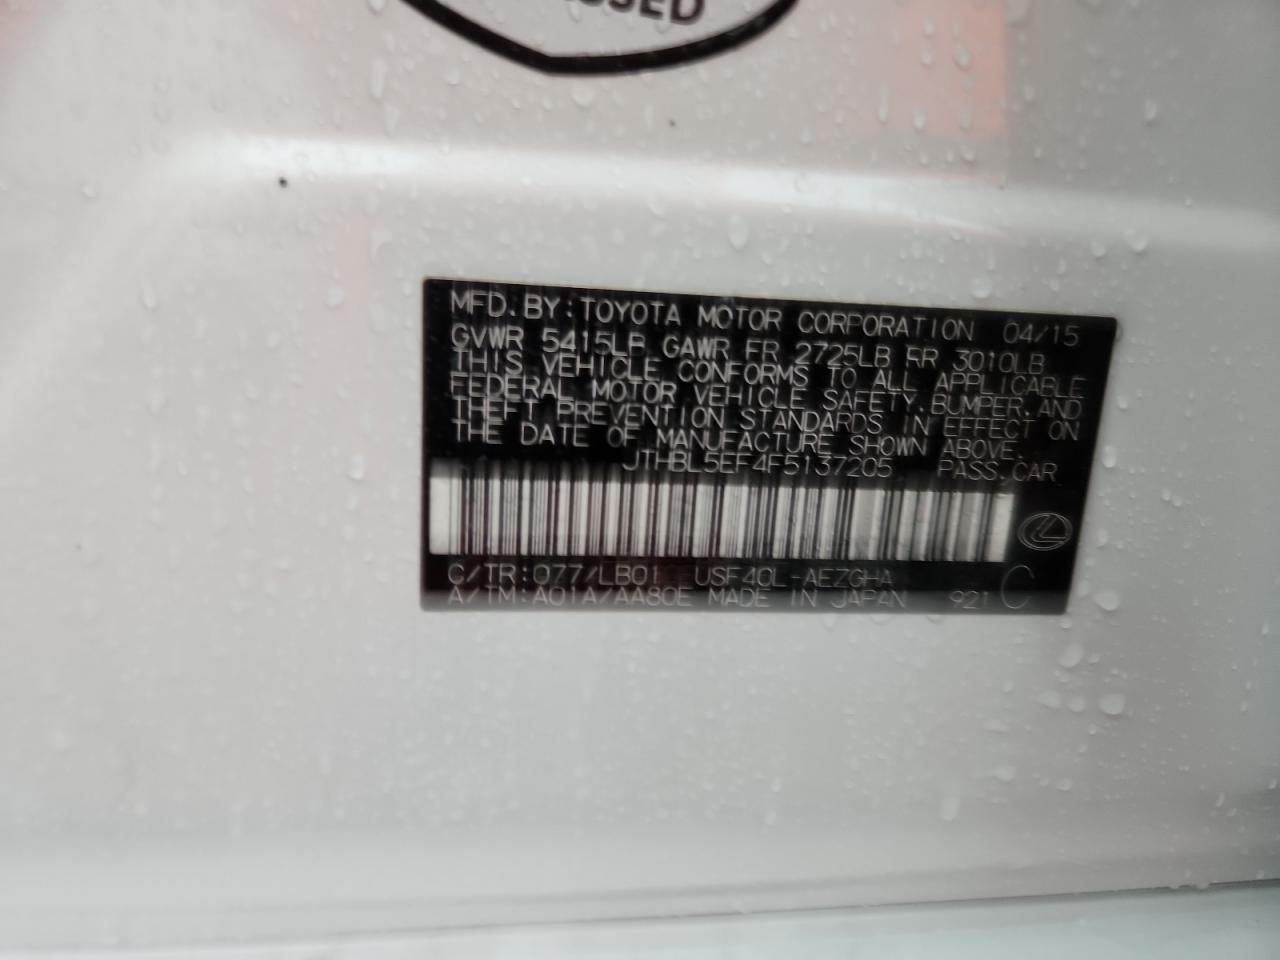 MFD. BY: TOYOTA MOTOR CORPORATION 04/15
GVWR 5415LB GAWR FR 2725LB RR 3010LB
THIS VEHICLE CONFORMS TO ALL APPLICABLE
FEDERAL MOTOR VEHICLE SAFETY, BUMPER, AND
THEFT PREVENTION STANDARDS IN EFFECT ON
THE DATE OF MANUFACTURE SHOWN ABOVE.
JTHBL5EF4F5137205 PASS. CAR
C/TR: 077/LB01 USF40L-AEZGHA
A/TM: A01A/AA80E MADE IN JAPAN 921 C